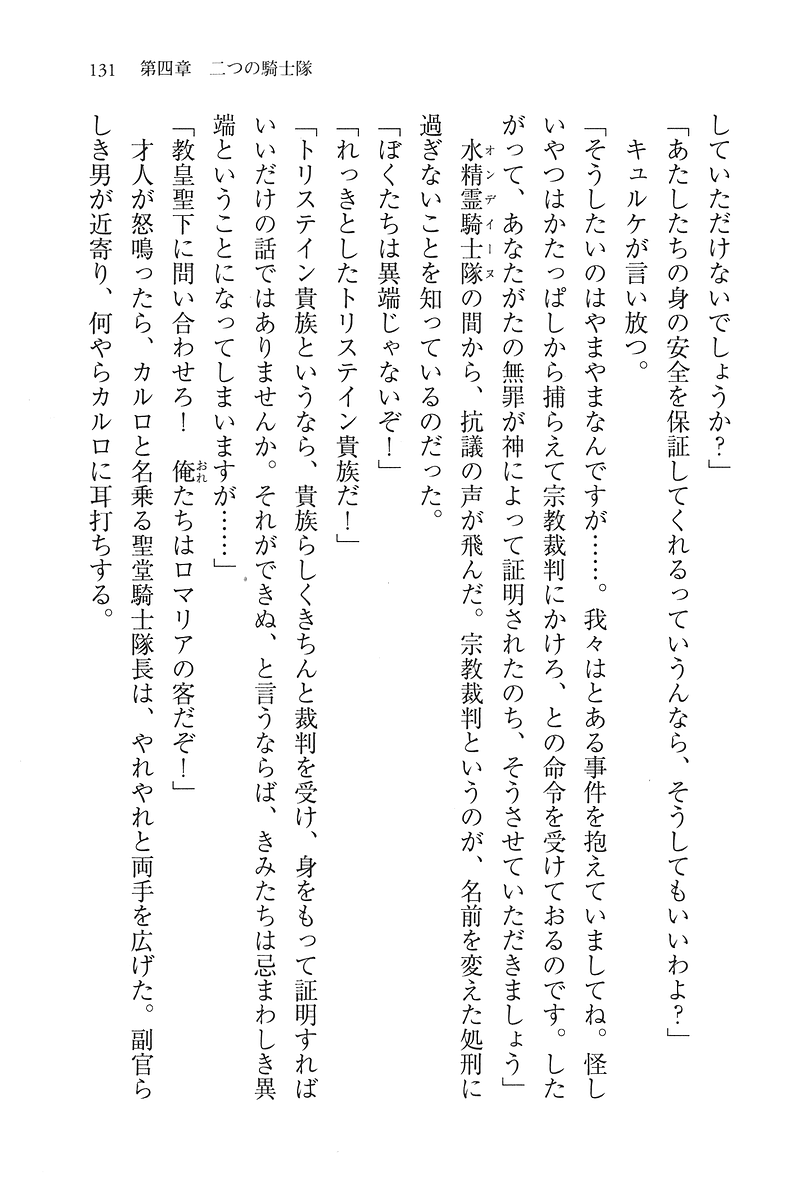 131　第四章　二つの騎士隊
していただけないでしょうか？」
「あたしたちの身の安全を保証してくれるっていうんなら、そうしてもいいわよ？」
キュルケが言い放つ。
「そうしたいのはやまやまなんですが……。我々はとある事件を抱えていましてね。怪し
いやつはかたっぱしから捕らえて宗教裁判にかけろ、との命令を受けておるのです。した
がって、あなたがたの無罪が神によって証明されたのち、そうさせていただきましょう」
水精霊騎士隊オンディーヌの間から、抗議の声が飛んだ。宗教裁判というのが、名前を変えた処刑に
過ぎないことを知っているのだった。
「ぼくたちは異端じゃないぞ！」
「れっきとしたトリステイン貴族だ！」
「トリステイン貴族というなら、貴族らしくきちんと裁判を受け、身をもって証明すれば
いいだけの話ではありませんか。それができぬ、と言うならば、きみたちは忌まわしき異
端ということになってしまいますが……」
「教皇聖下に問い合わせろ！　俺おれたちはロマリアの客だぞ！」
才人が怒鳴ったら、カルロと名乗る聖堂騎士隊長は、やれやれと両手を広げた。副官ら
しき男が近寄り、何やらカルロに耳打ちする。